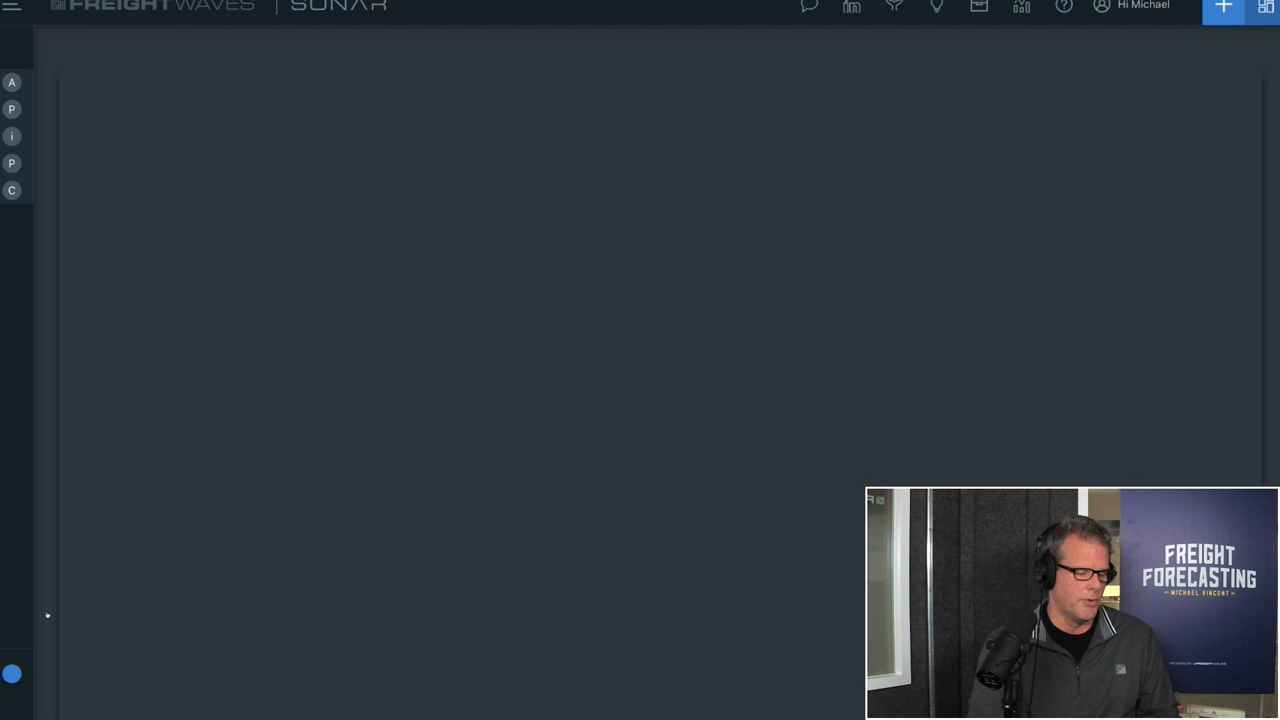 FREIGHTWAVES | SONAR
Hi Michael
A
P
i
P
C
FREIGHT
FORECASTING
MICHAEL VINCENT